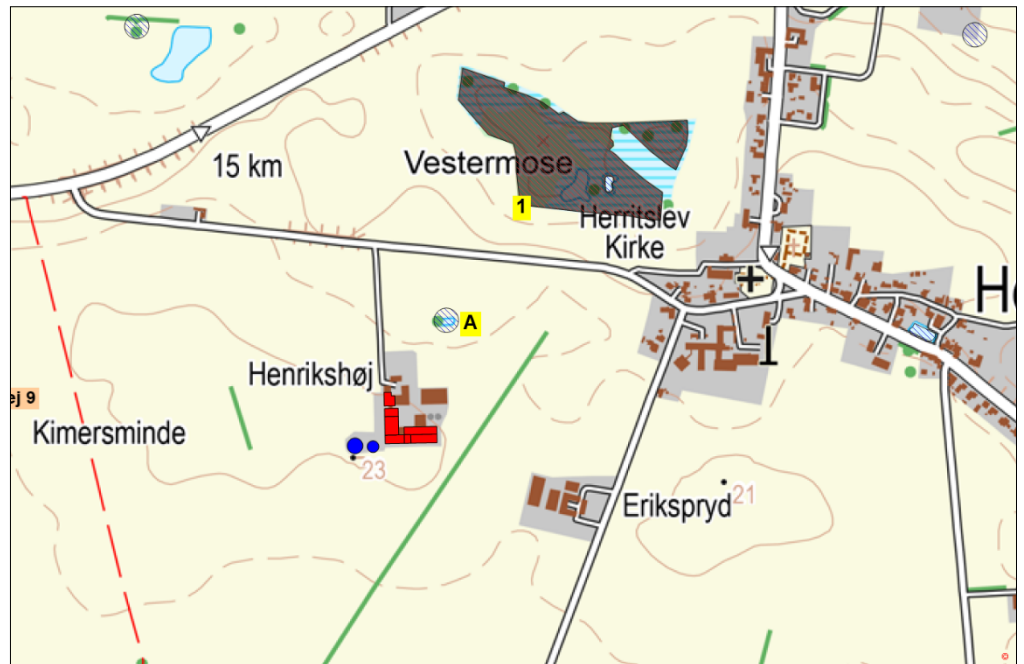 15 km
Vestermose
1
Herritslev
Kirke
H
A
Henrikshøj
ej 9
Kimersminde
23
21
Erikspryd